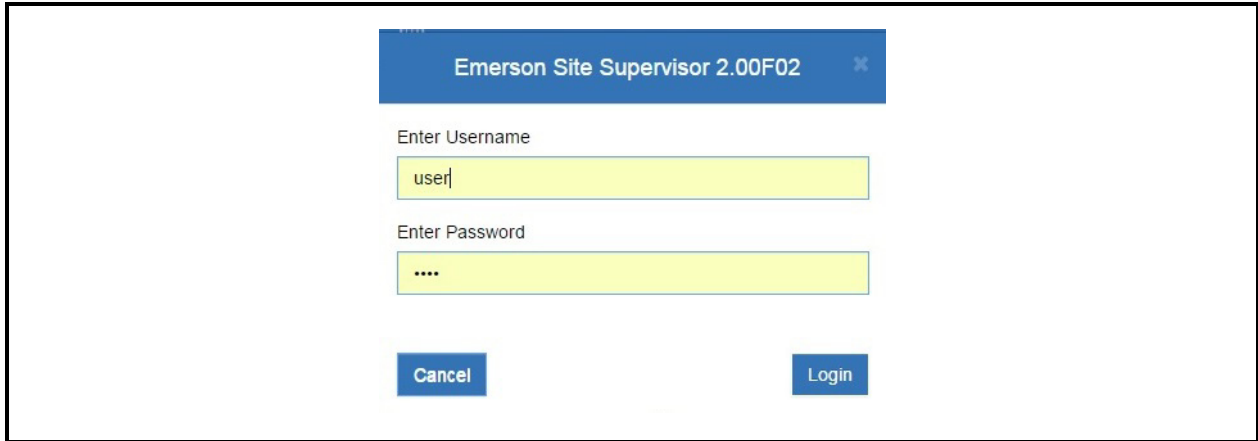 Emerson Site Supervisor 2.00F02
Enter Username
user
Enter Password
••••
Cancel Login